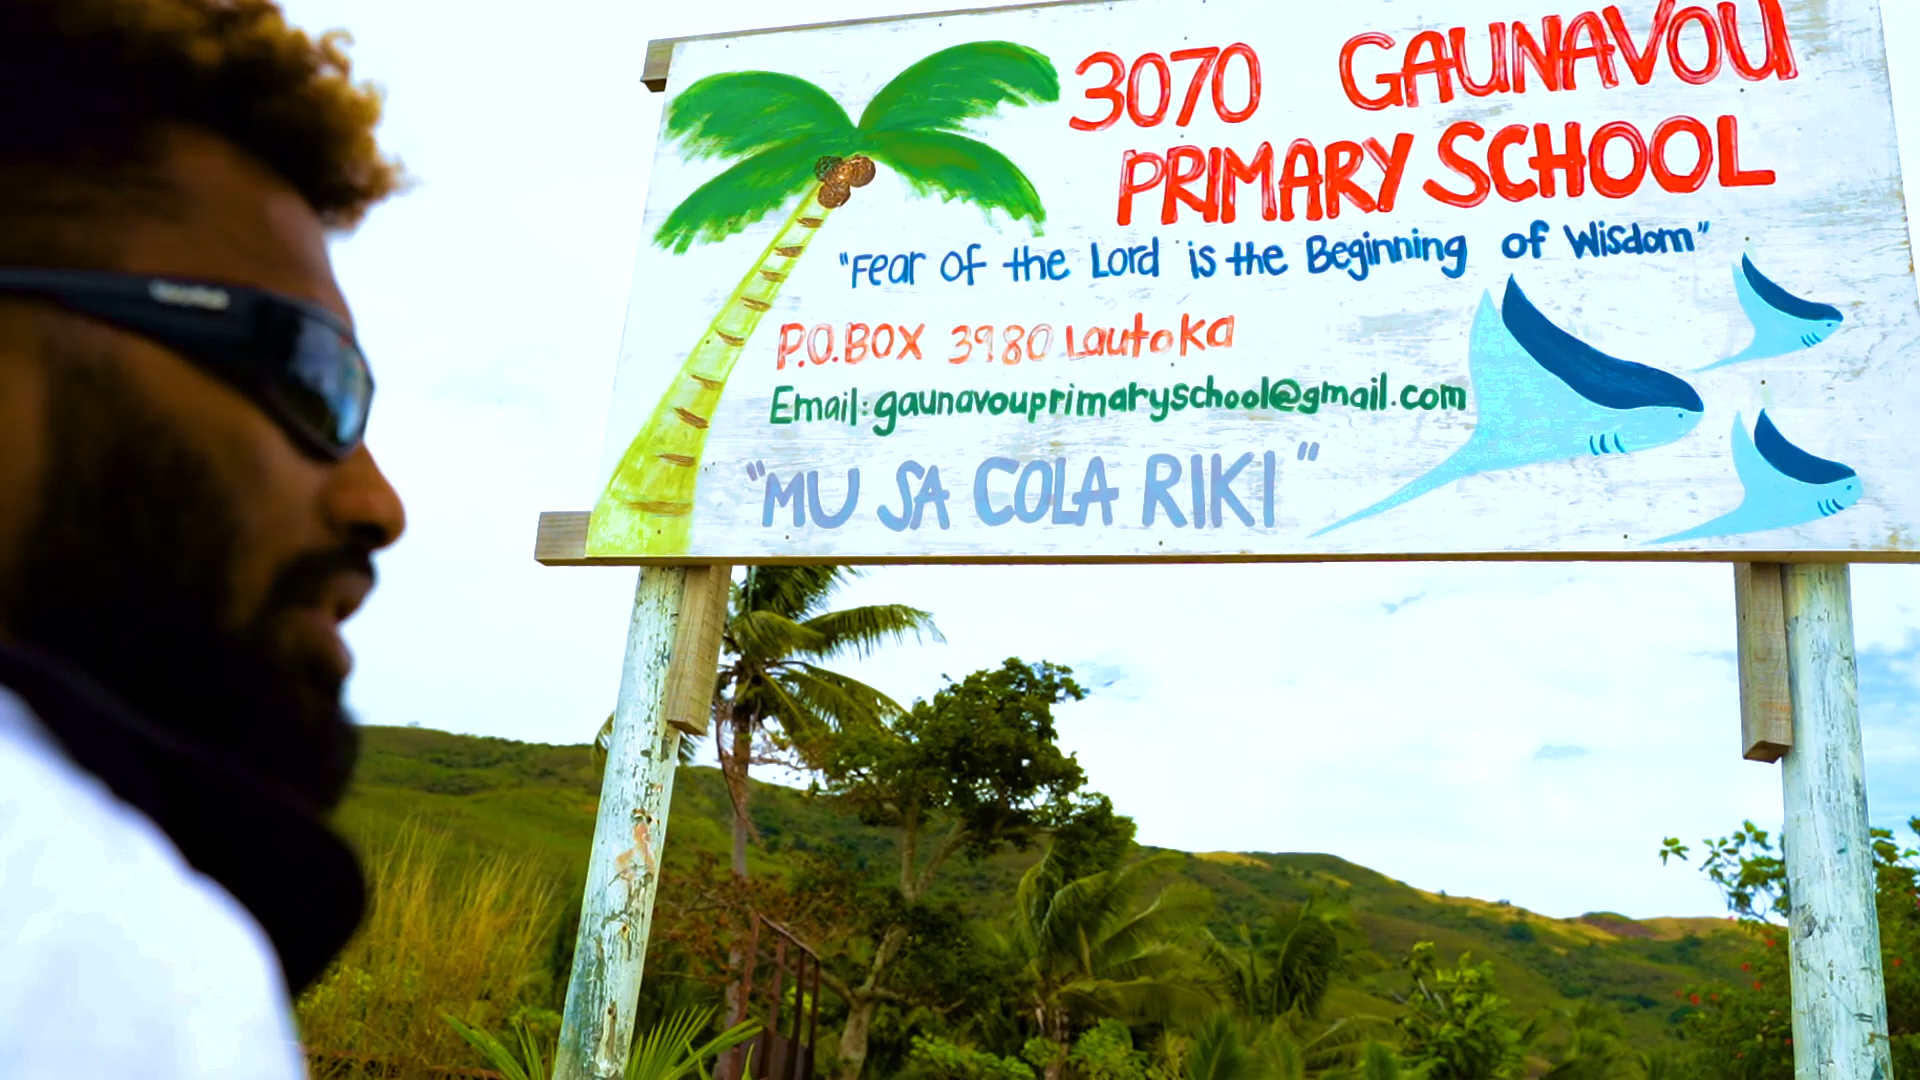 3070 GAUNAVOU
PRIMARY SCHOOL
"Fear of the Lord is the Beginning of Wisdom"
P.O.BOX 3980 Lautoka
Email:gaunavouprimaryschool@gmail.com
"MU SA COLA RIKI"